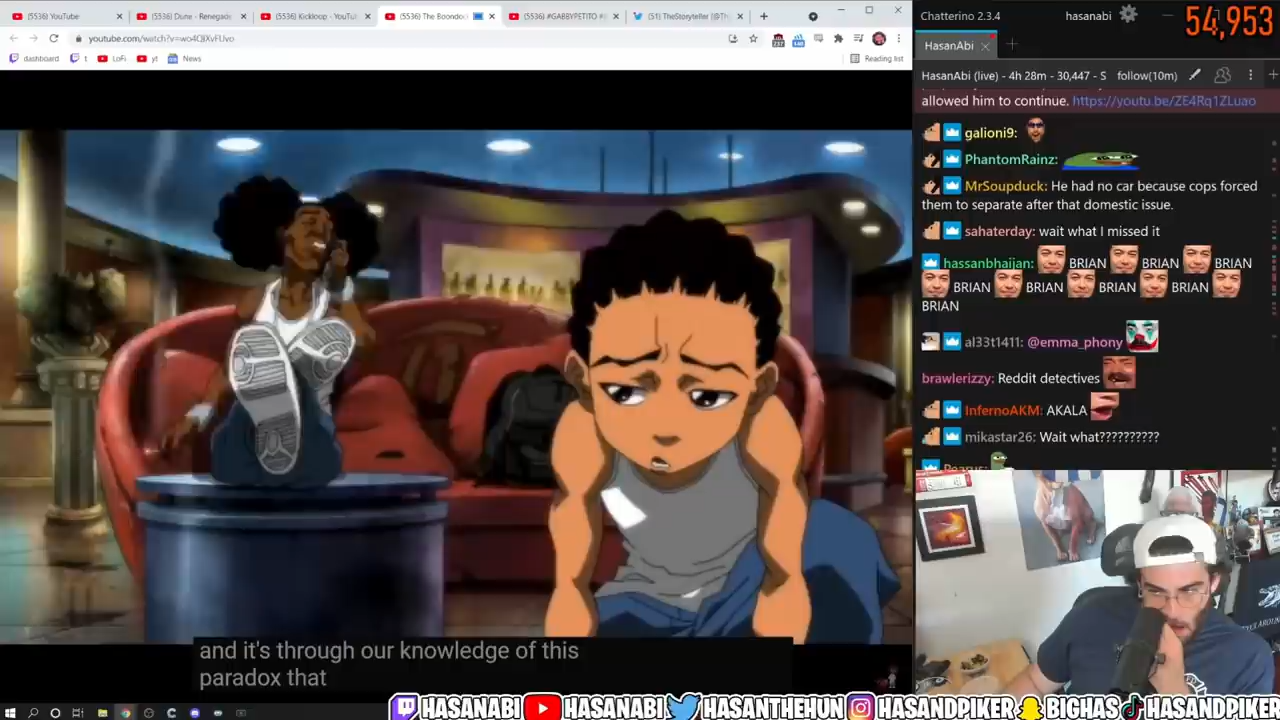 (5536) YouTube
(5536) Dune - Renegade
(5536) Kickloop - YouTu
(5536) The Boondo
(5536) #GABBYPETITO #
(51) TheStoryteller (@Th
Chatterino 2.3.4
hasanabi
54,953
youtube.com/watch?v=wo4C8XvFUvo
HasanAbi
dashboard
t
LoFi
yt
News
Reading list
HasanAbi (live) - 4h 28m - 30,447 - S
follow(10m)
allowed him to continue. https://youtu.be/ZE4Rq1ZLuao
galioni9:
PhantomRainz:
MrSoupduck: He had no car because cops forced
them to separate after that domestic issue.
sahaterday: wait what I missed it
hassanbhaijan: BRIAN BRIAN BRIAN
BRIAN BRIAN BRIAN BRIAN
BRIAN
al33t1411: @emma_phony
brawlerizzy: Reddit detectives
InfernoAKM: AKALA
mikastar26: Wait what??????????
and it's through our knowledge of this
paradox that
HASANABI HASANABI HASANTHEHUN HASANDPIKER BIGHAS HASANDPIKER